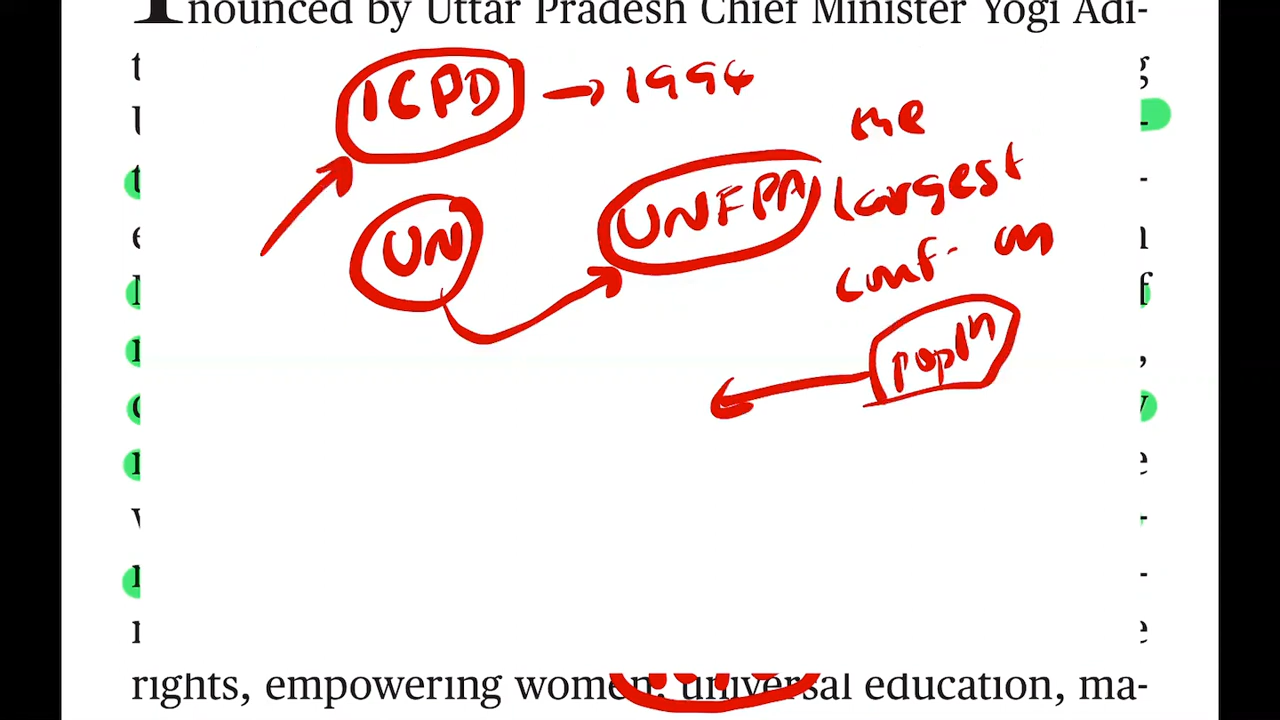 nounced by Uttar Pradesh Chief Minister Yogi Adi-
ICPD → 1994
UN
UNFPA
the
largest
conf. on
popln
rights, empowering women, universal education, ma-